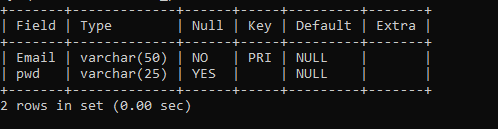 +-------+-------------+------+-----+---------+-------+
| Field | Type        | Null | Key | Default | Extra |
+-------+-------------+------+-----+---------+-------+
| Email | varchar(50) | NO   | PRI | NULL    |       |
| pwd   | varchar(25) | YES  |     | NULL    |       |
+-------+-------------+------+-----+---------+-------+
2 rows in set (0.00 sec)